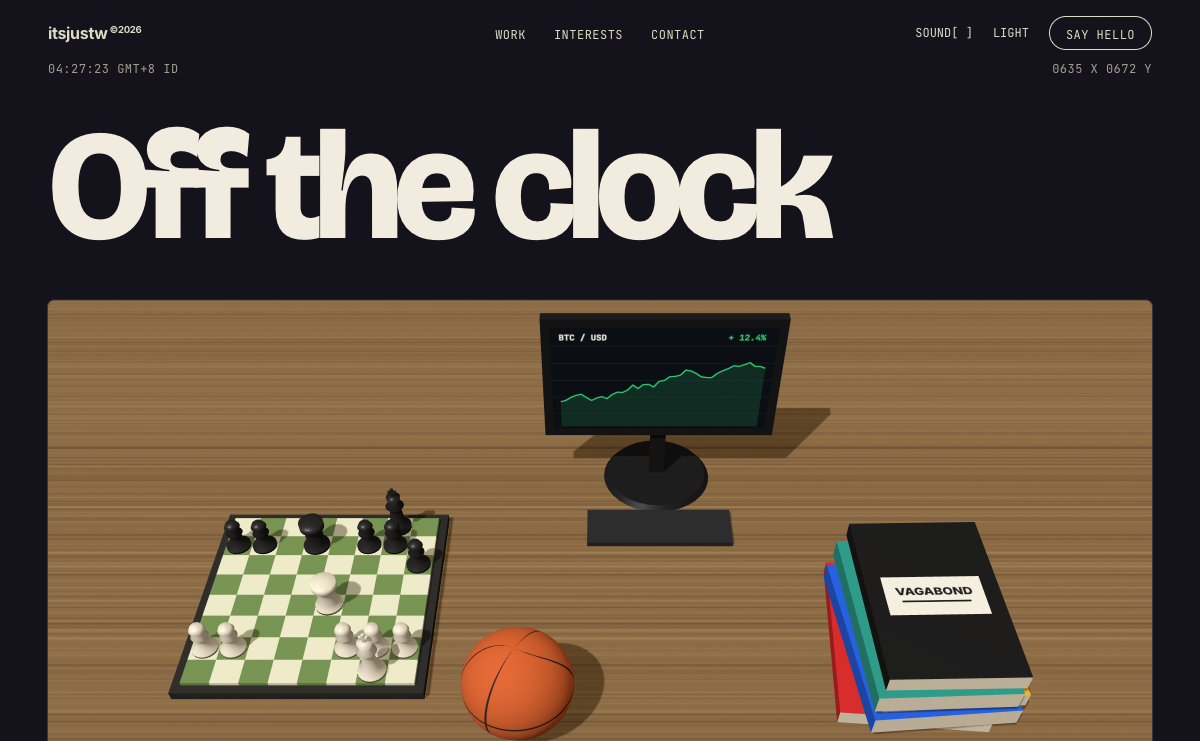 itsjustw ©2026
WORK INTERESTS CONTACT
SOUND[ ] LIGHT SAY HELLO
04:27:23 GMT+8 ID
0635 X 0672 Y
Off the clock
BTC / USD + 12.4%
VAGABOND